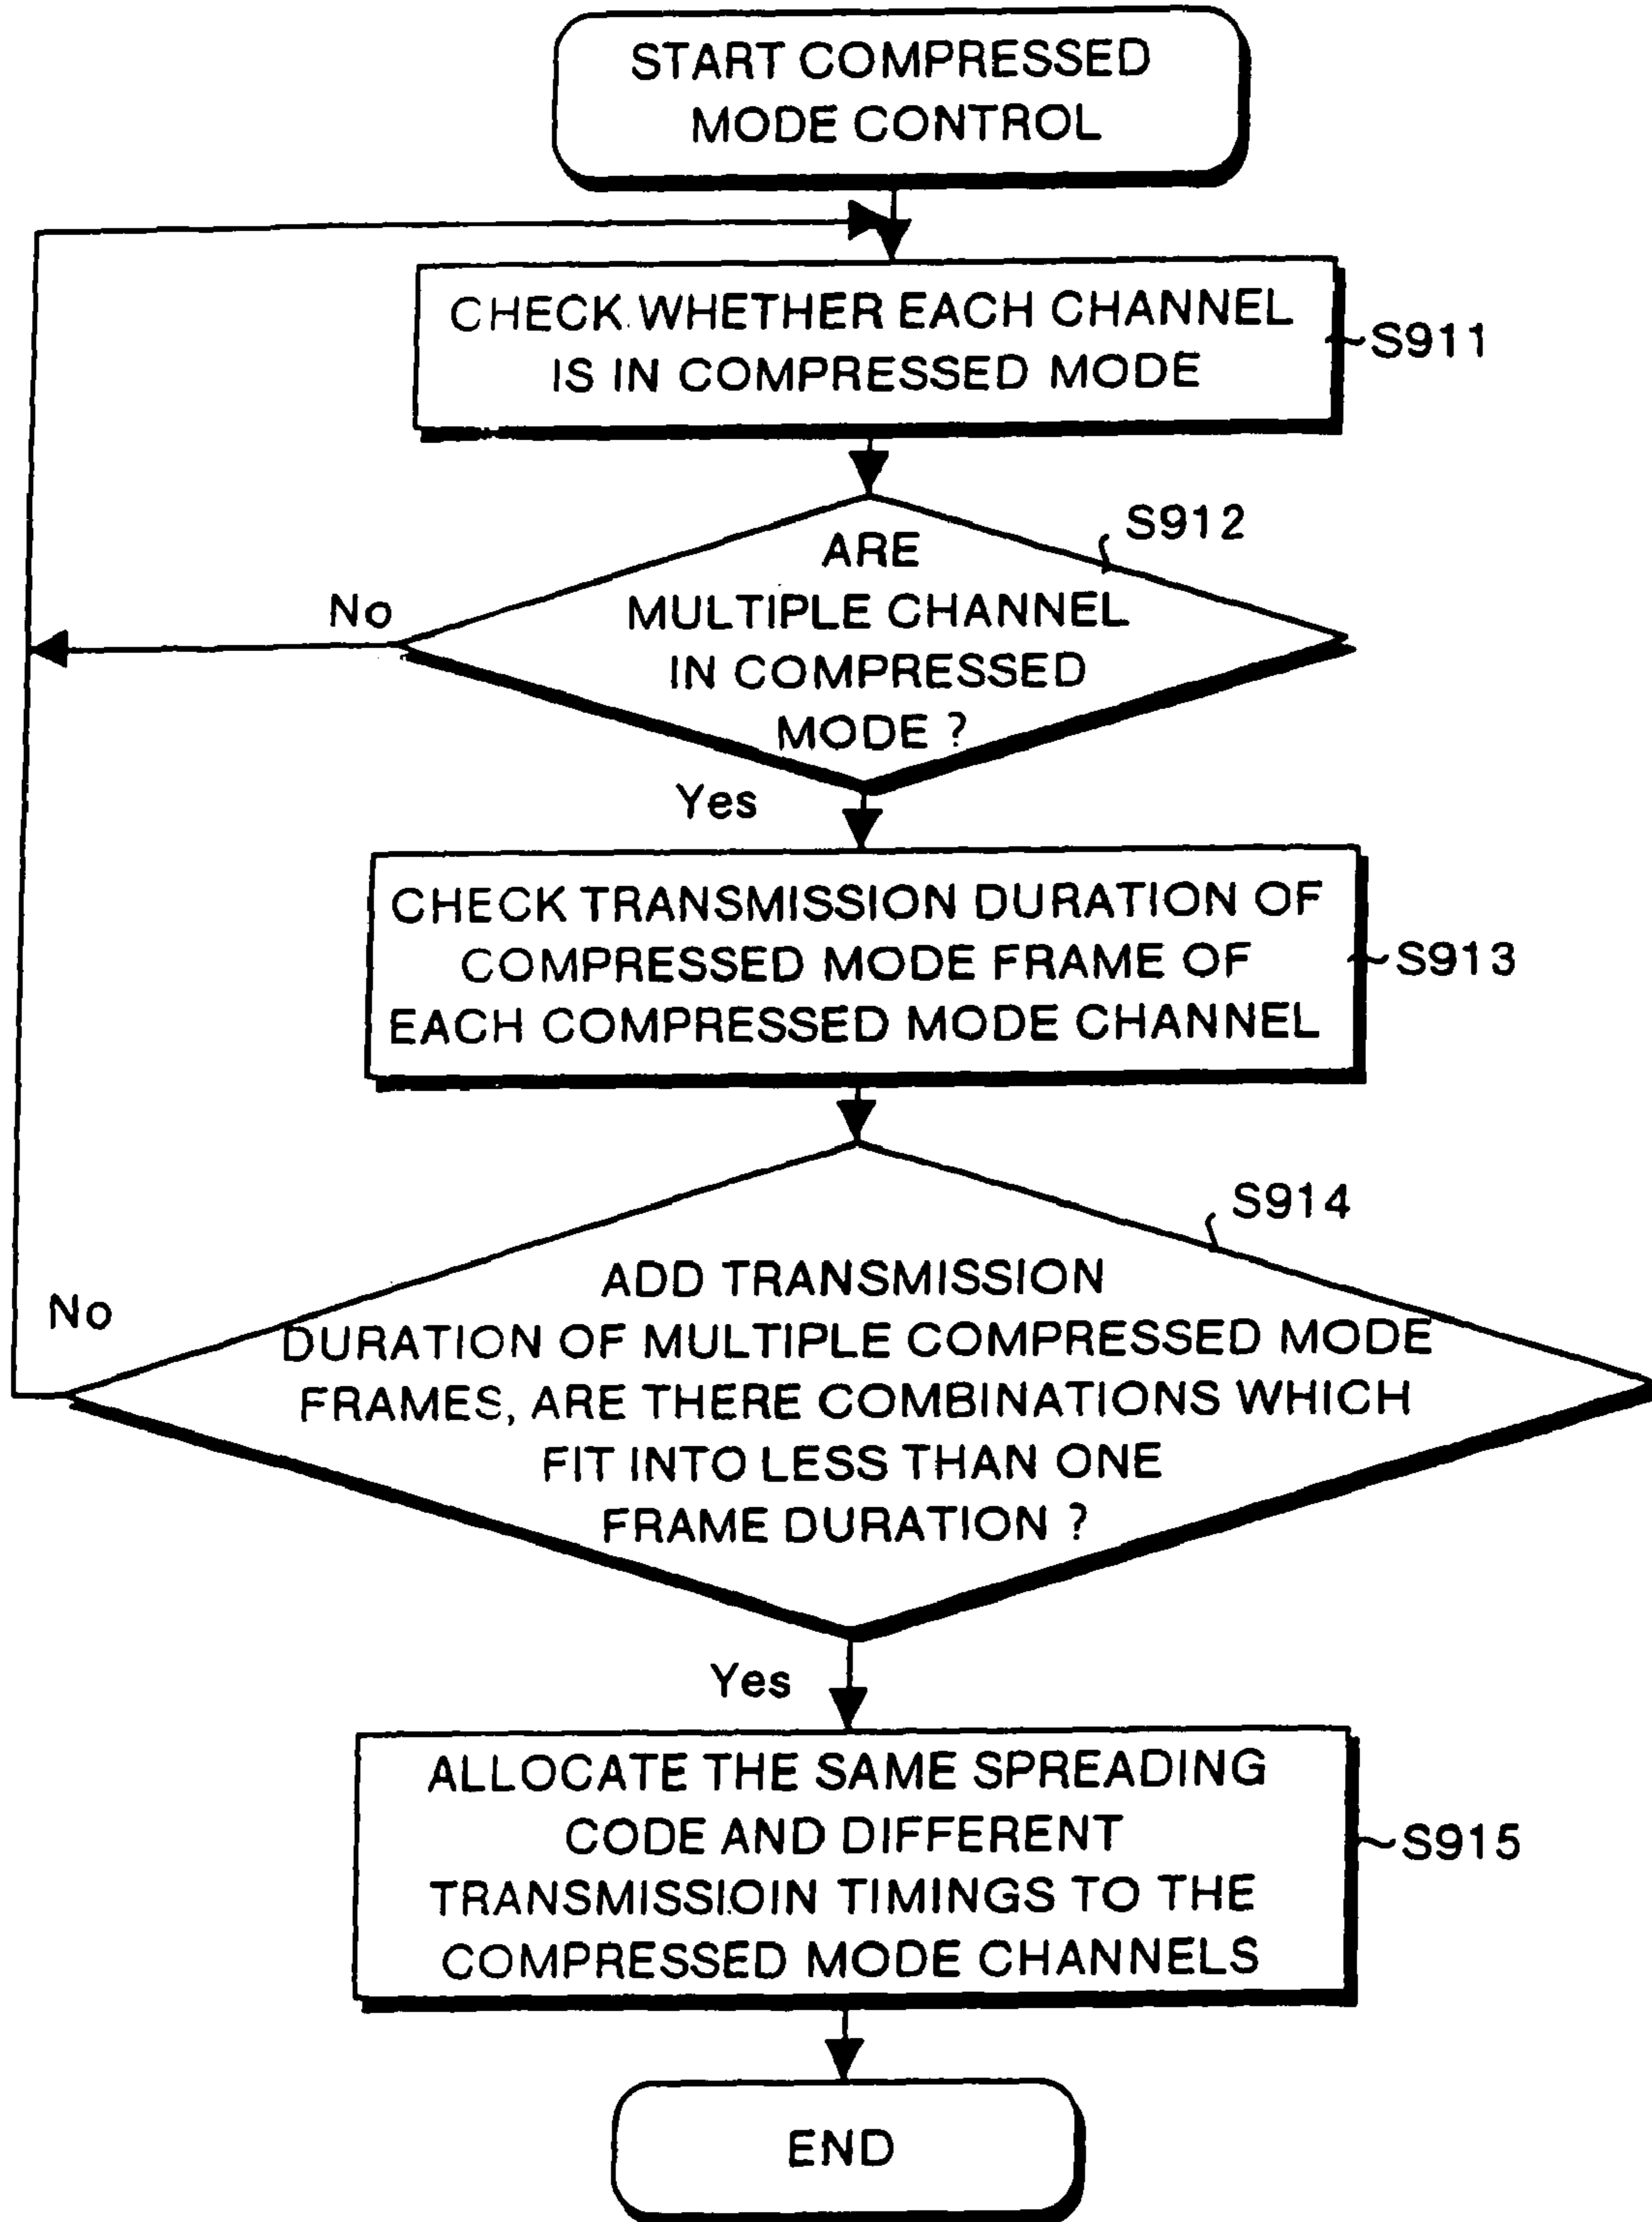 START COMPRESSED
MODE CONTROL
CHECK WHETHER EACH CHANNEL
IS IN COMPRESSED MODE
S911
S912
ARE
MULTIPLE CHANNEL
IN COMPRESSED
MODE ?
No
Yes
CHECK TRANSMISSION DURATION OF
COMPRESSED MODE FRAME OF
EACH COMPRESSED MODE CHANNEL
S913
S914
ADD TRANSMISSION
DURATION OF MULTIPLE COMPRESSED MODE
FRAMES, ARE THERE COMBINATIONS WHICH
FIT INTO LESS THAN ONE
FRAME DURATION ?
No
Yes
ALLOCATE THE SAME SPREADING
CODE AND DIFFERENT
TRANSMISSIOIN TIMINGS TO THE
COMPRESSED MODE CHANNELS
S915
END